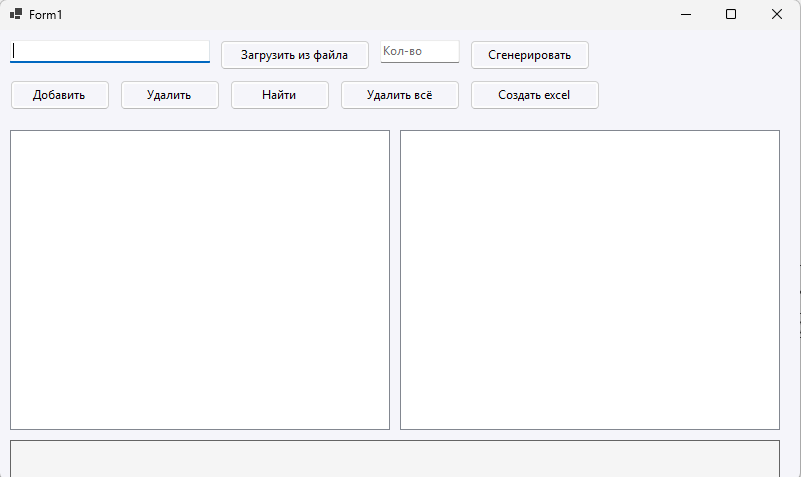 Form1
Загрузить из файла Кол-во Сгенерировать
Добавить Удалить Найти Удалить всё Создать excel